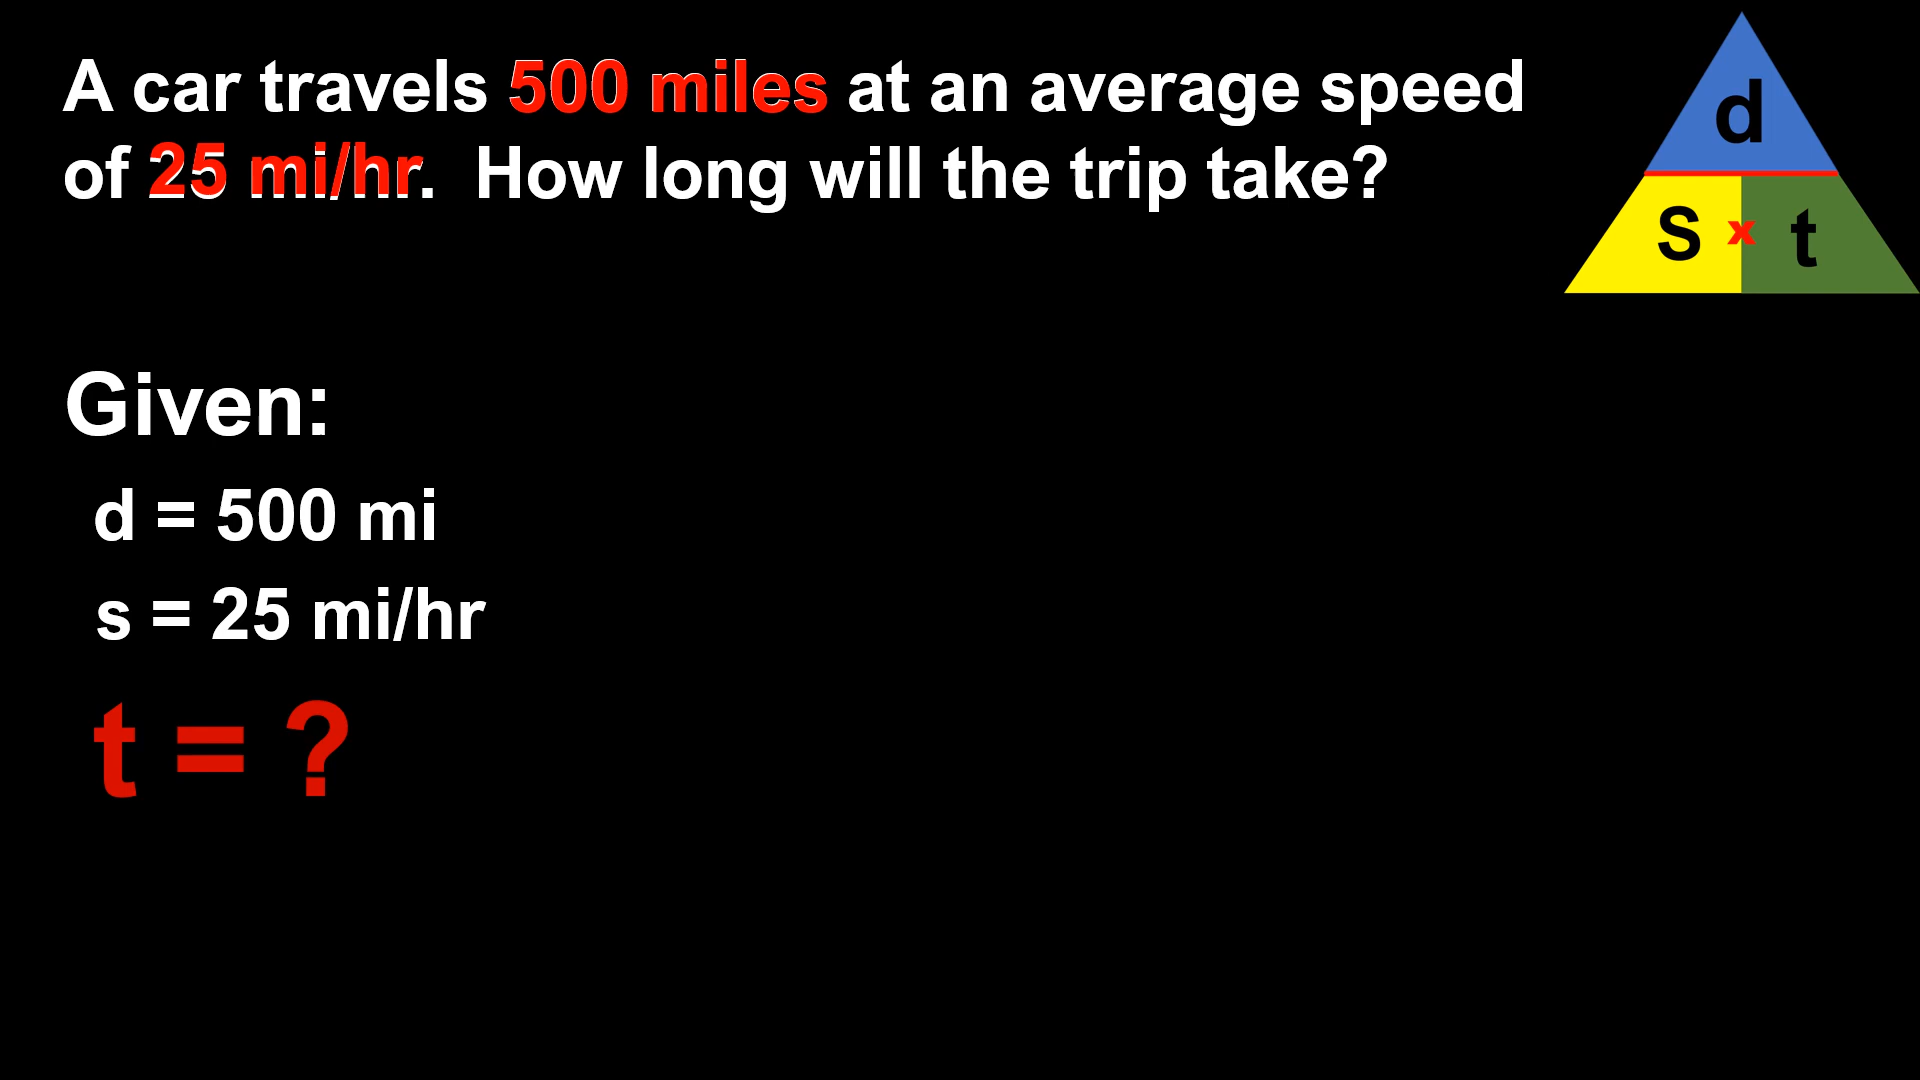 A car travels 500 miles at an average speed
of 25 mi/hr. How long will the trip take?
d
S x t
Given:
d = 500 mi
s = 25 mi/hr
t = ?